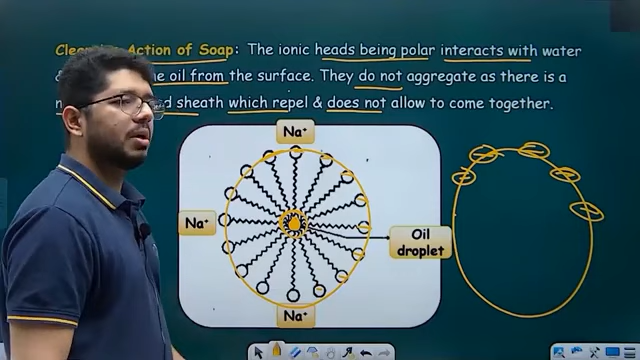 Cleansing Action of Soap: The ionic heads being polar interacts with water
the oil from the surface. They do not aggregate as there is a
sheath which repel & does not allow to come together.
Na⁺
Na⁺
Oil
droplet
Na⁺